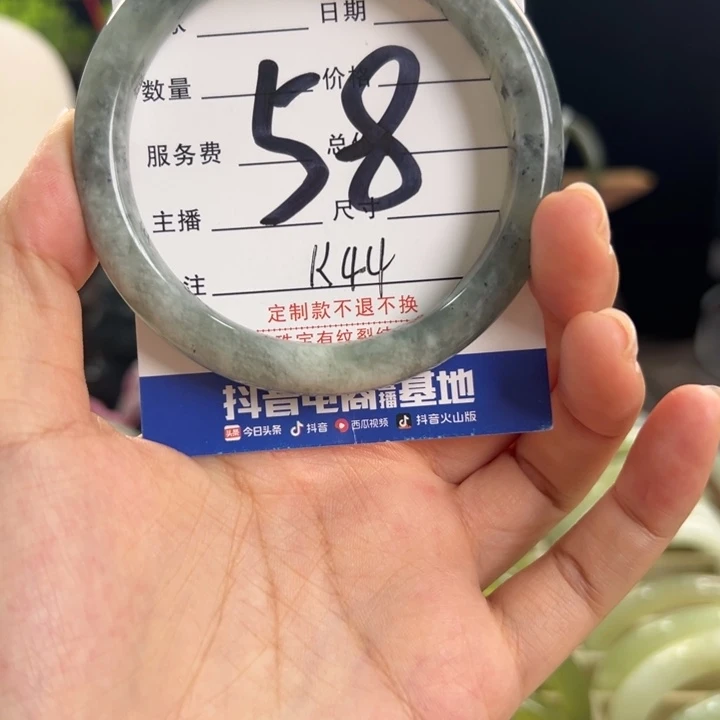 日期
数量 价格
58
服务费
主播 尺寸
注 K44
定制款不退不换
抖音电商直播基地
今日头条 抖音 西瓜视频 抖音火山版